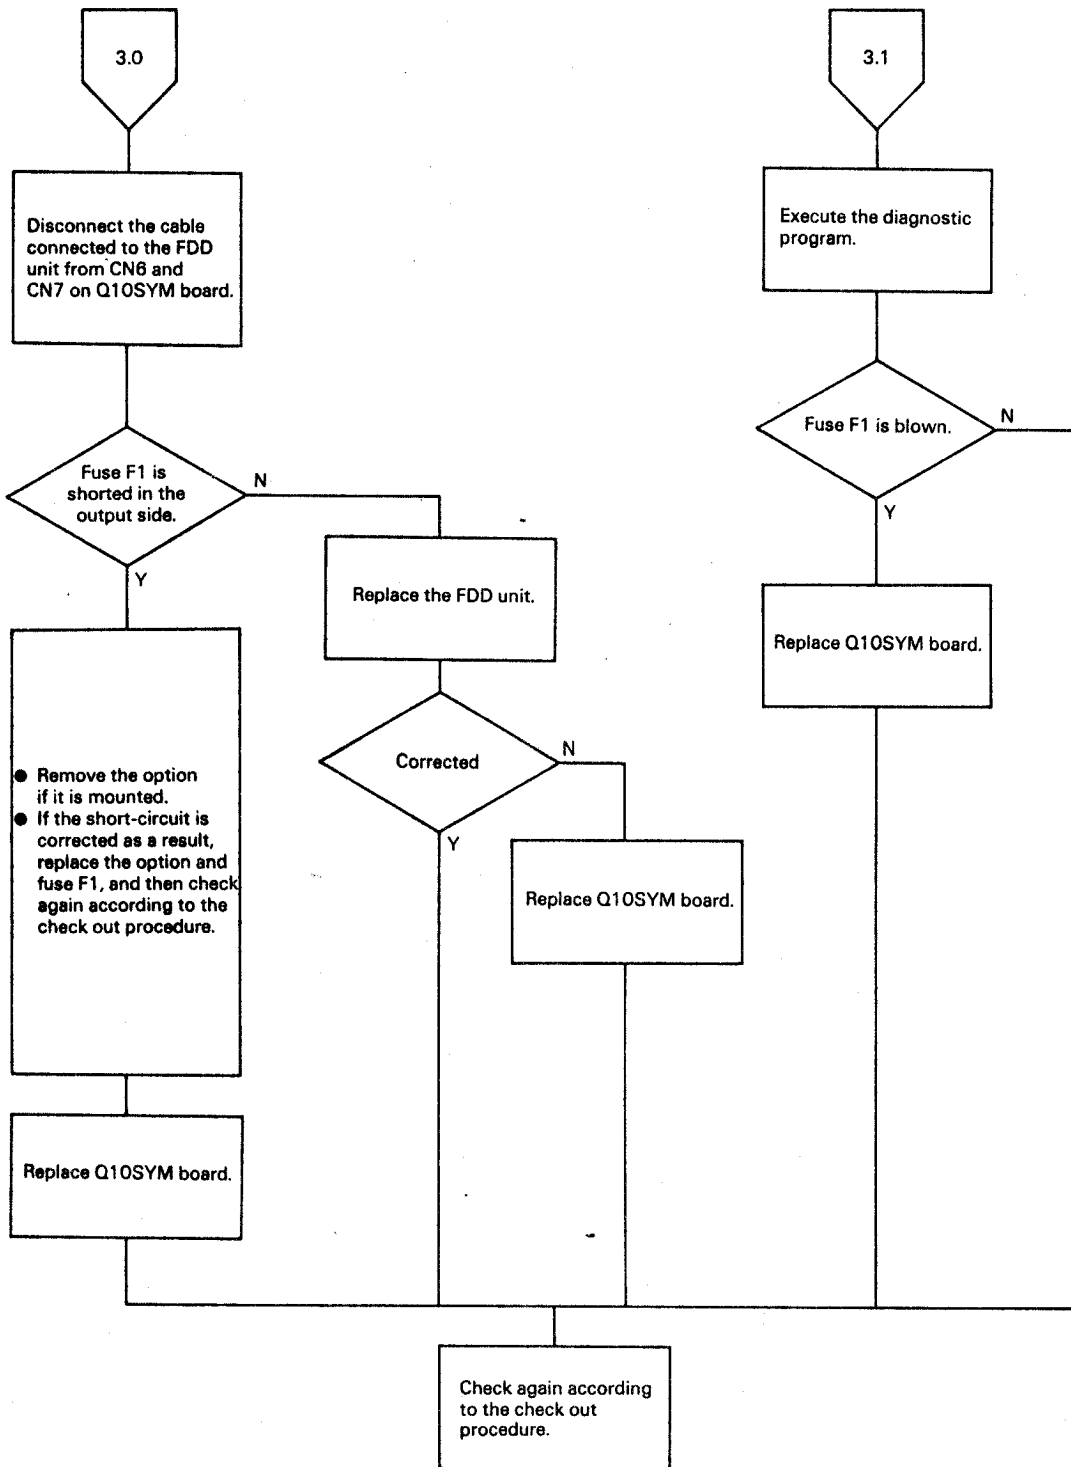 3.0
Disconnect the cable
connected to the FDD
unit from CN6 and
CN7 on Q10SYM board.
Fuse F1 is
shorted in the
output side.
N
Y
● Remove the option
if it is mounted.
● If the short-circuit is
corrected as a result,
replace the option and
fuse F1, and then check
again according to the
check out procedure.
Replace Q10SYM board.
Replace the FDD unit.
Corrected
N
Y
Replace Q10SYM board.
3.1
Execute the diagnostic
program.
Fuse F1 is blown.
N
Y
Replace Q10SYM board.
Check again according
to the check out
procedure.